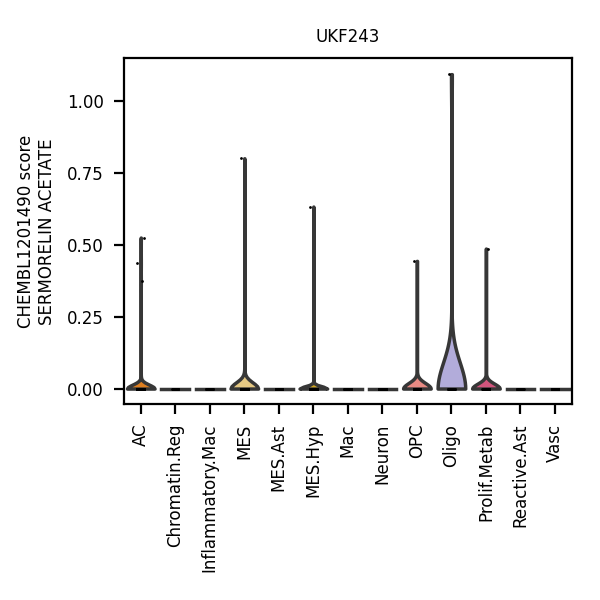 UKF243
CHEMBL1201490 score
SERMORELIN ACETATE
1.00
0.75
0.50
0.25
0.00
AC
Chromatin.Reg
Inflammatory.Mac
MES
MES.Ast
MES.Hyp
Mac
Neuron
OPC
Oligo
Prolif.Metab
Reactive.Ast
Vasc